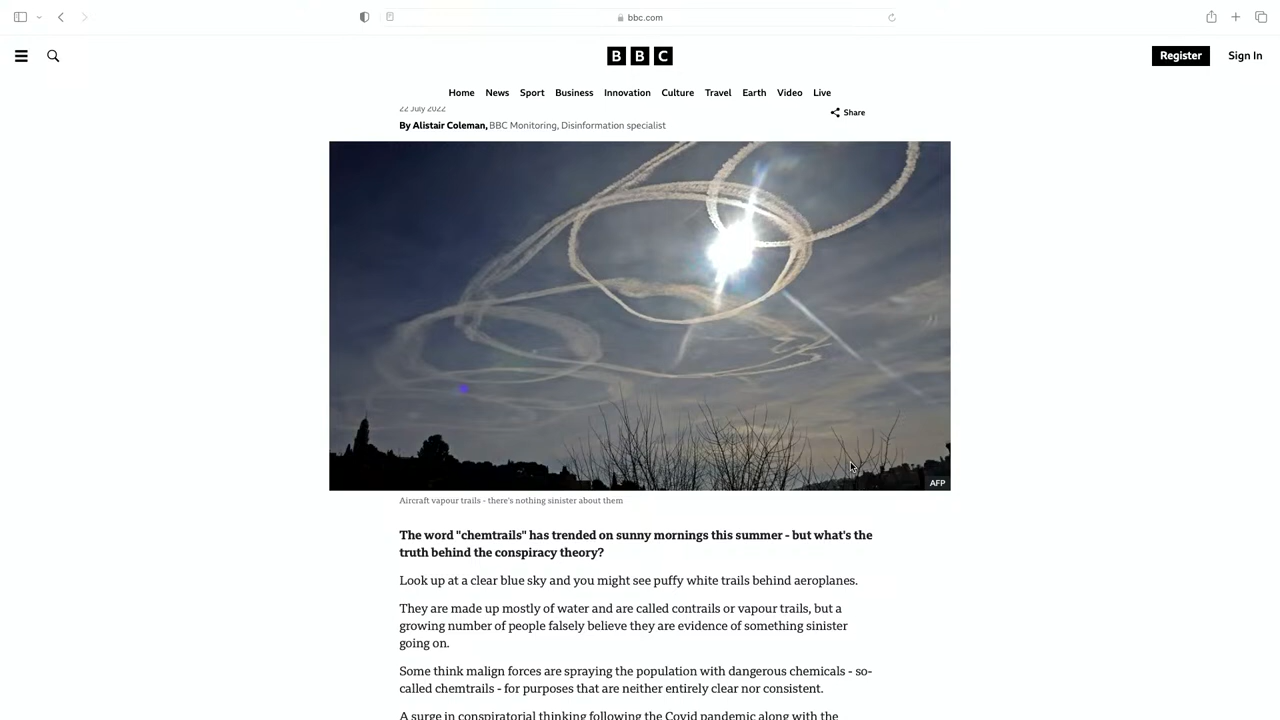 bbc.com
BBC
Register
Sign In
Home News Sport Business Innovation Culture Travel Earth Video Live
22 July 2022
Share
By Alistair Coleman, BBC Monitoring, Disinformation specialist
AFP
Aircraft vapour trails - there's nothing sinister about them
The word "chemtrails" has trended on sunny mornings this summer - but what's the
truth behind the conspiracy theory?
Look up at a clear blue sky and you might see puffy white trails behind aeroplanes.
They are made up mostly of water and are called contrails or vapour trails, but a
growing number of people falsely believe they are evidence of something sinister
going on.
Some think malign forces are spraying the population with dangerous chemicals - so-
called chemtrails - for purposes that are neither entirely clear nor consistent.
A surge in conspiratorial thinking following the Covid pandemic along with the